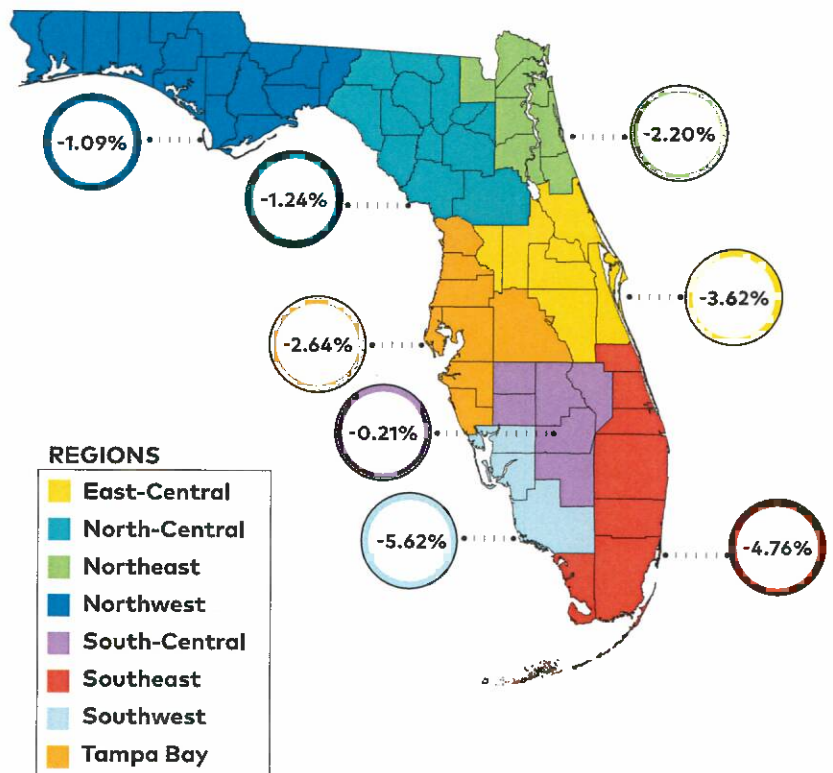 -1.09%
-2.20%
-1.24%
-3.62%
-2.64%
-0.21%
-5.62%
-4.76%
REGIONS
East-Central
North-Central
Northeast
Northwest
South-Central
Southeast
Southwest
Tampa Bay